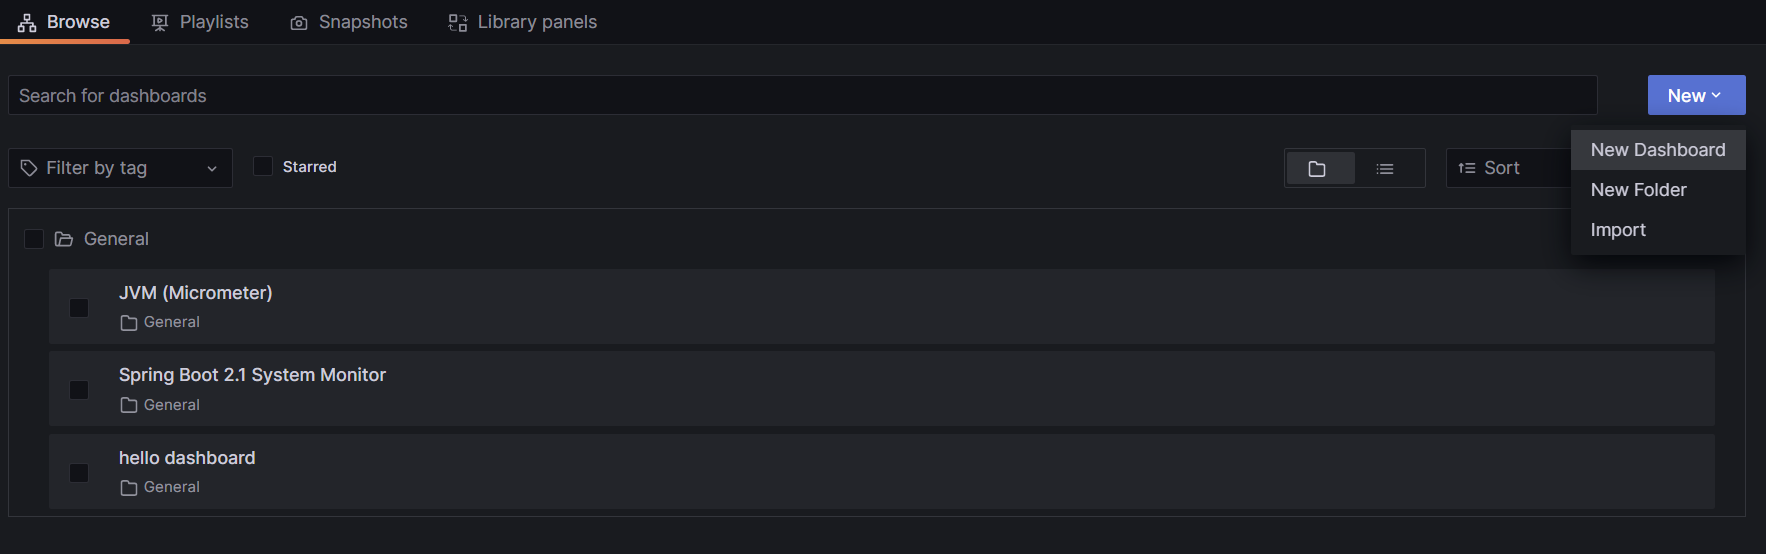 Browse Playlists Snapshots Library panels
Search for dashboards
New
Filter by tag
Starred
Sort
New Dashboard
New Folder
Import
General
JVM (Micrometer)
General
Spring Boot 2.1 System Monitor
General
hello dashboard
General